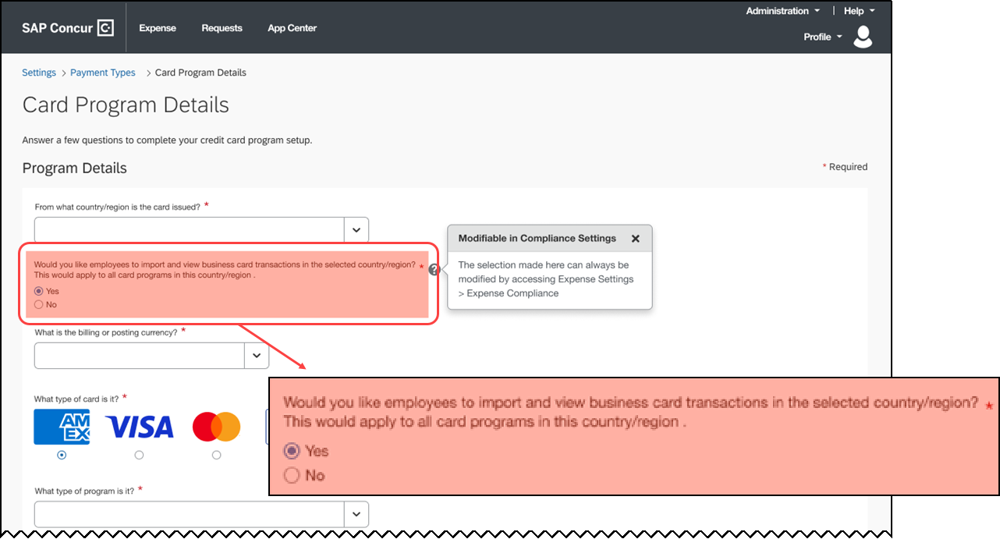 Administration | Help
SAP Concur C
Expense Requests App Center
Profile
Settings > Payment Types > Card Program Details
Card Program Details
Answer a few questions to complete your credit card program setup.
Program Details
* Required
From what country/region is the card issued? *
Would you like employees to import and view business card transactions in the selected country/region? *
This would apply to all card programs in this country/region .
Yes
No
?
Modifiable in Compliance Settings
The selection made here can always be
modified by accessing Expense Settings
> Expense Compliance
What is the billing or posting currency? *
What type of card is it? *
AM
EX
VISA
Would you like employees to import and view business card transactions in the selected country/region? *
This would apply to all card programs in this country/region .
Yes
No
What type of program is it? *